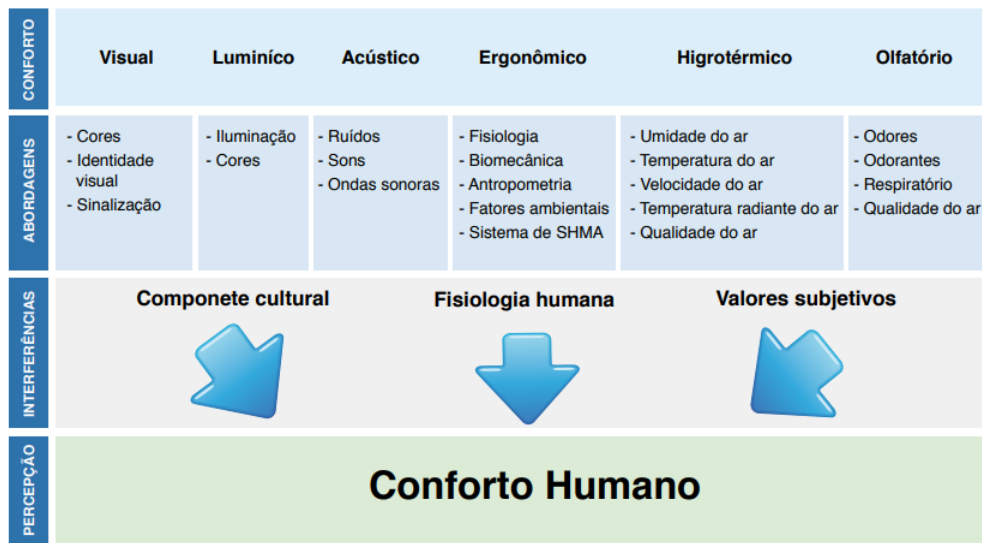 CONFORTO
Visual
Luminíco
Acústico
Ergonômico
Higrotérmico
Olfatório
ABORDAGENS
- Cores
- Identidade
visual
- Sinalização
- Iluminação
- Cores
- Ruídos
- Sons
- Ondas sonoras
- Fisiologia
- Biomecânica
- Antropometria
- Fatores ambientais
- Sistema de SHMA
- Umidade do ar
- Temperatura do ar
- Velocidade do ar
- Temperatura radiante do ar
- Qualidade do ar
- Odores
- Odorantes
- Respiratório
- Qualidade do ar
INTERFERÊNCIAS
Componete cultural
Fisiologia humana
Valores subjetivos
PERCEPÇÃO
Conforto Humano